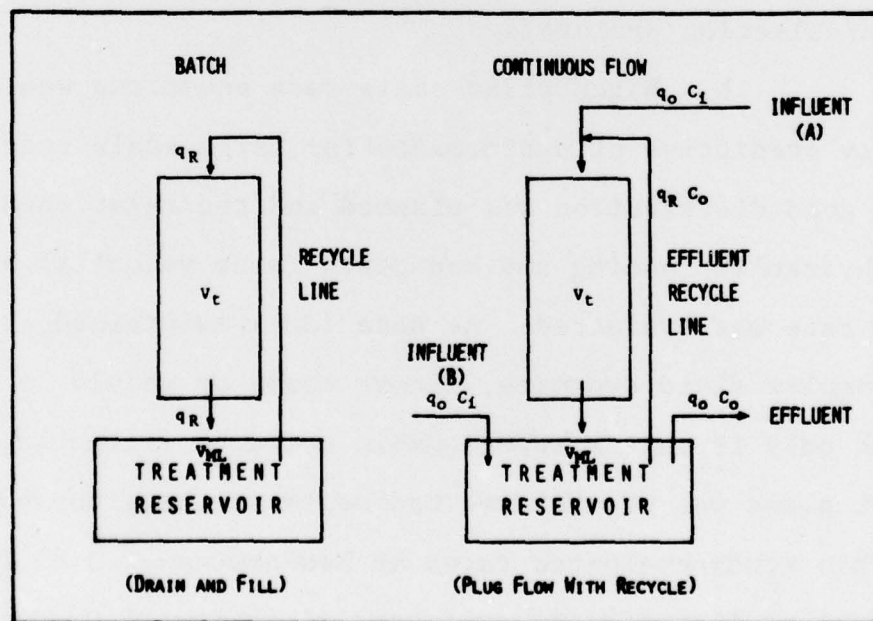 BATCH
q_R
RECYCLE
LINE
V_t
q_R
V_ML
TREATMENT
RESERVOIR
(DRAIN AND FILL)
CONTINUOUS FLOW
q_o C_i
INFLUENT
(A)
q_R C_o
EFFLUENT
RECYCLE
LINE
V_t
INFLUENT
(B)
q_o C_i
q_o C_o
EFFLUENT
V_ML
TREATMENT
RESERVOIR
(PLUG FLOW WITH RECYCLE)